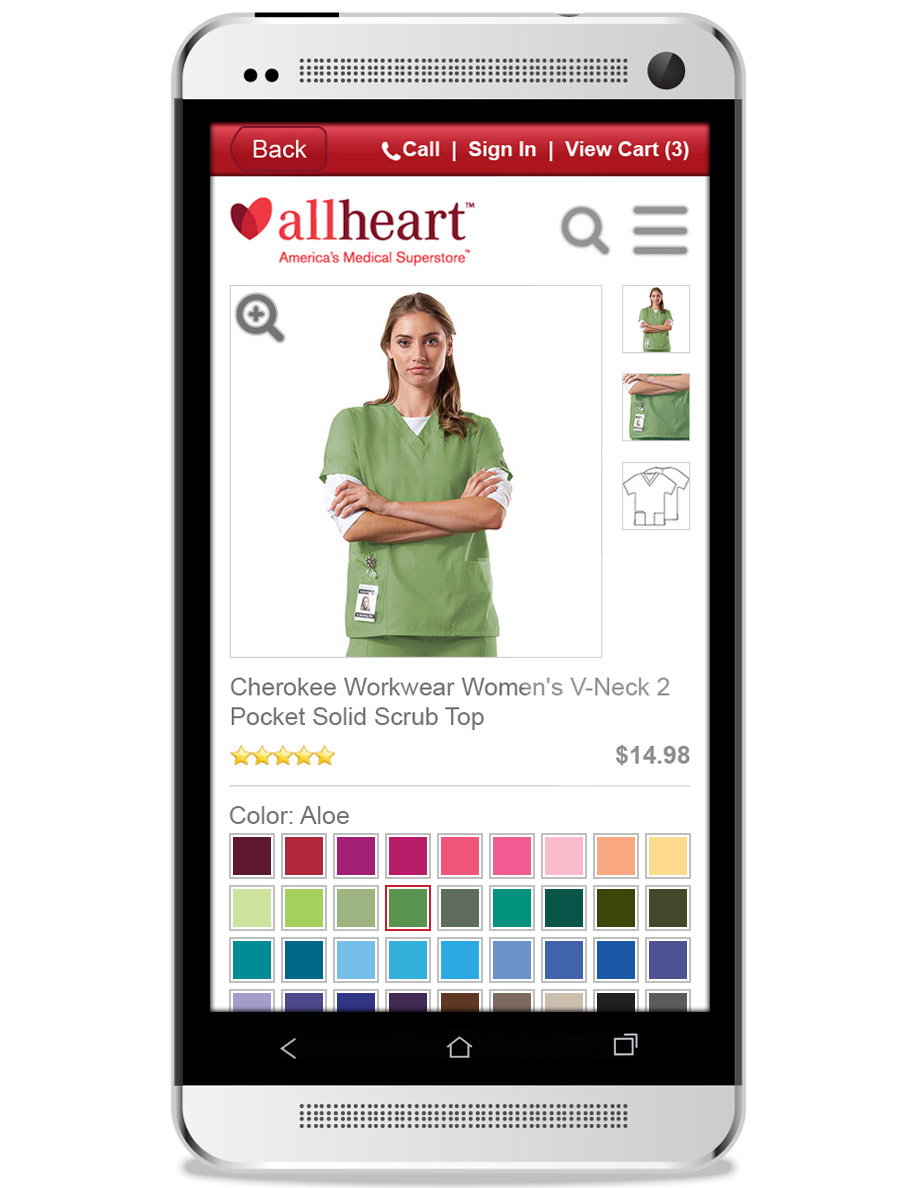 Back
Call | Sign In | View Cart (3)
allheart™
America's Medical Superstore™
Cherokee Workwear Women's V-Neck 2
Pocket Solid Scrub Top
$14.98
Color: Aloe